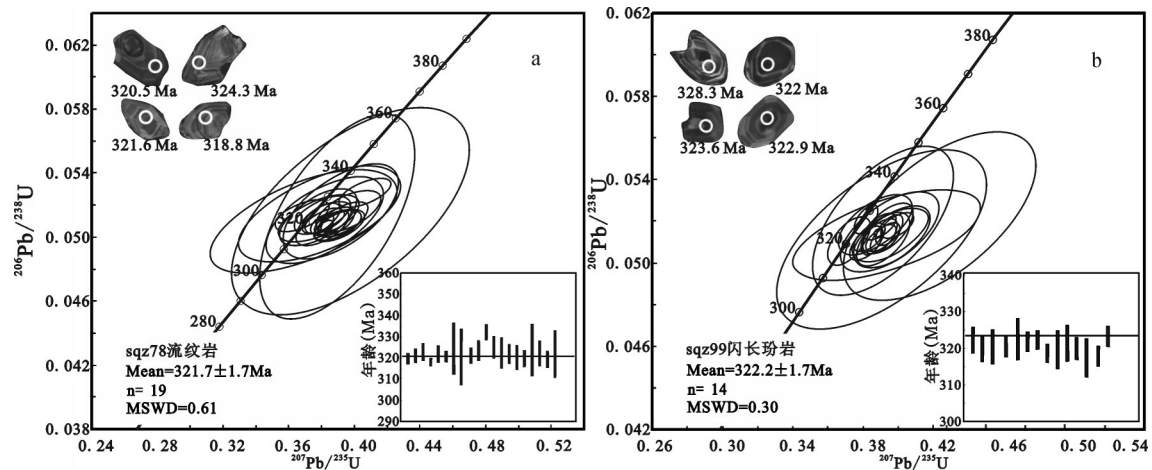 a
0.062
0.058
0.054
0.050
0.046
0.042
0.038
²⁰⁶Pb/²³⁸U
320.5 Ma
324.3 Ma
321.6 Ma
318.8 Ma
380
360
340
320
300
280
sqz78流纹岩
Mean=321.7±1.7Ma
n= 19
MSWD=0.61
年龄(Ma)
360
350
340
330
320
310
300
290
0.24
0.28
0.32
0.36
0.40
0.44
0.48
0.52
²⁰⁷Pb/²³⁵U
b
0.062
0.058
0.054
0.050
0.046
0.042
²⁰⁶Pb/²³⁸U
328.3 Ma
322 Ma
323.6 Ma
322.9 Ma
380
360
340
320
300
sqz99闪长玢岩
Mean=322.2±1.7Ma
n= 14
MSWD=0.30
年龄(Ma)
340
330
320
310
300
0.26
0.30
0.34
0.38
0.42
0.46
0.50
0.54
²⁰⁷Pb/²³⁵U